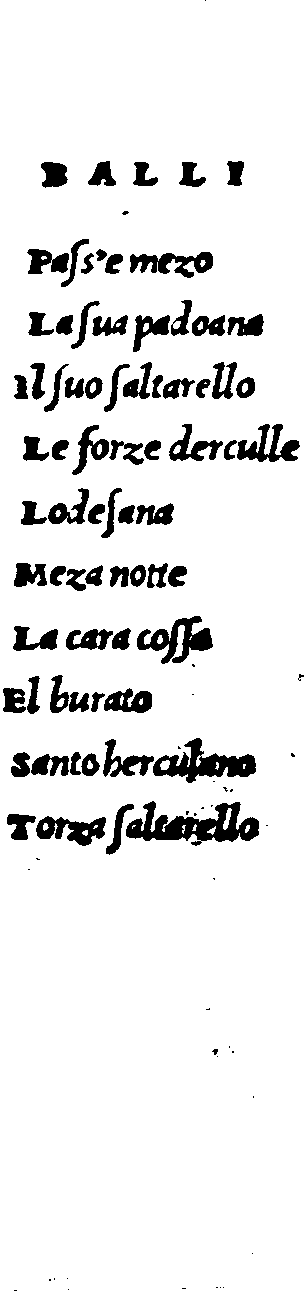 BALLI
Paſs'e mezo
La ſua padoana
Il ſuo ſaltarello
Le forze derculle
Lodeſana
Meza notte
La cara coſſa
El burato
Santo herculano
Torza ſaltarello